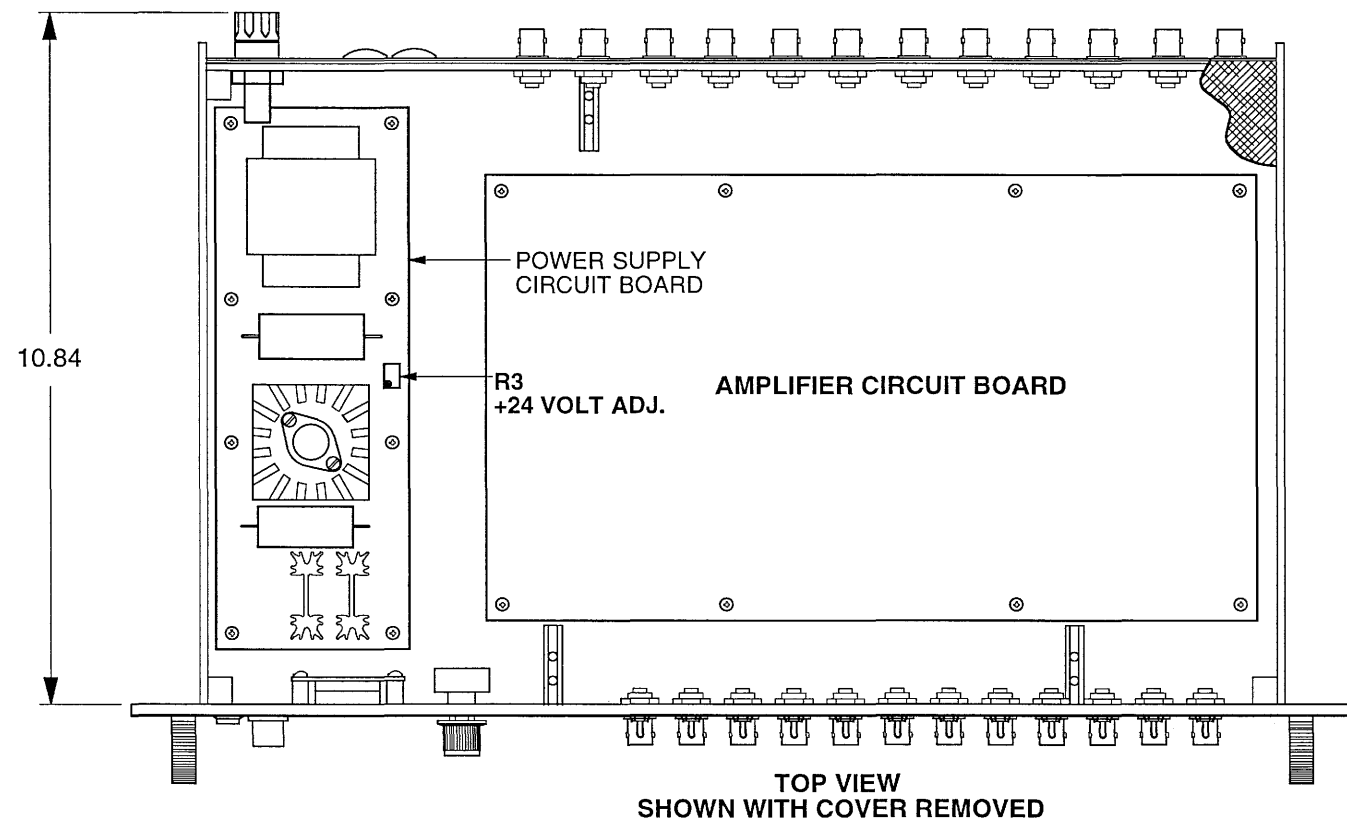 POWER SUPPLY
CIRCUIT BOARD
10.84
R3
+24 VOLT ADJ.
AMPLIFIER CIRCUIT BOARD
TOP VIEW
SHOWN WITH COVER REMOVED